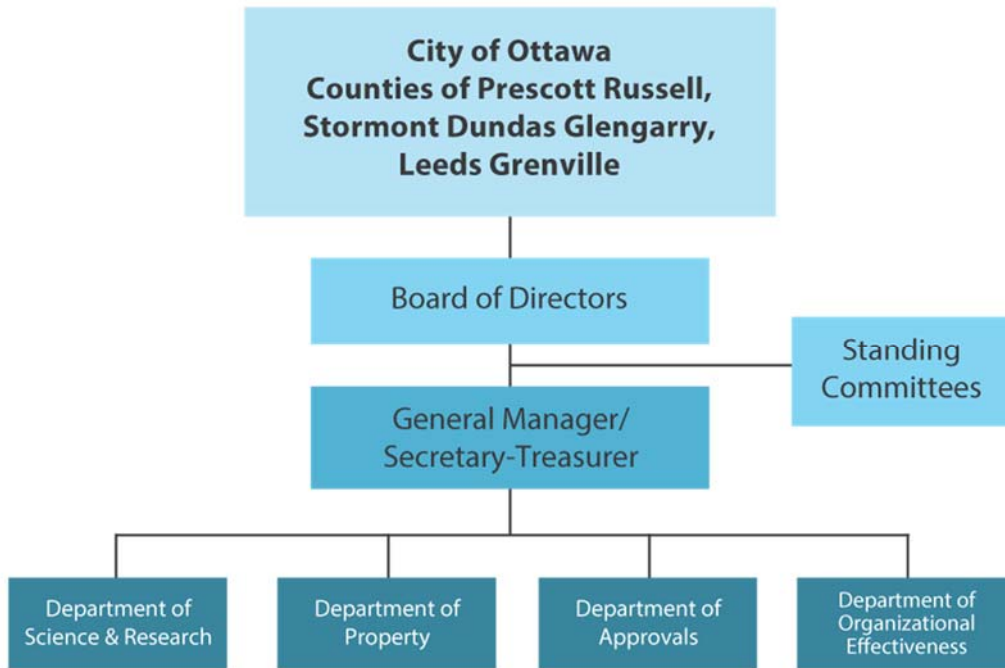 City of Ottawa
Counties of Prescott Russell,
Stormont Dundas Glengarry,
Leeds Grenville
Board of Directors
Standing
Committees
General Manager/
Secretary-Treasurer
Department of
Science & Research
Department of
Property
Department of
Approvals
Department of
Organizational
Effectiveness